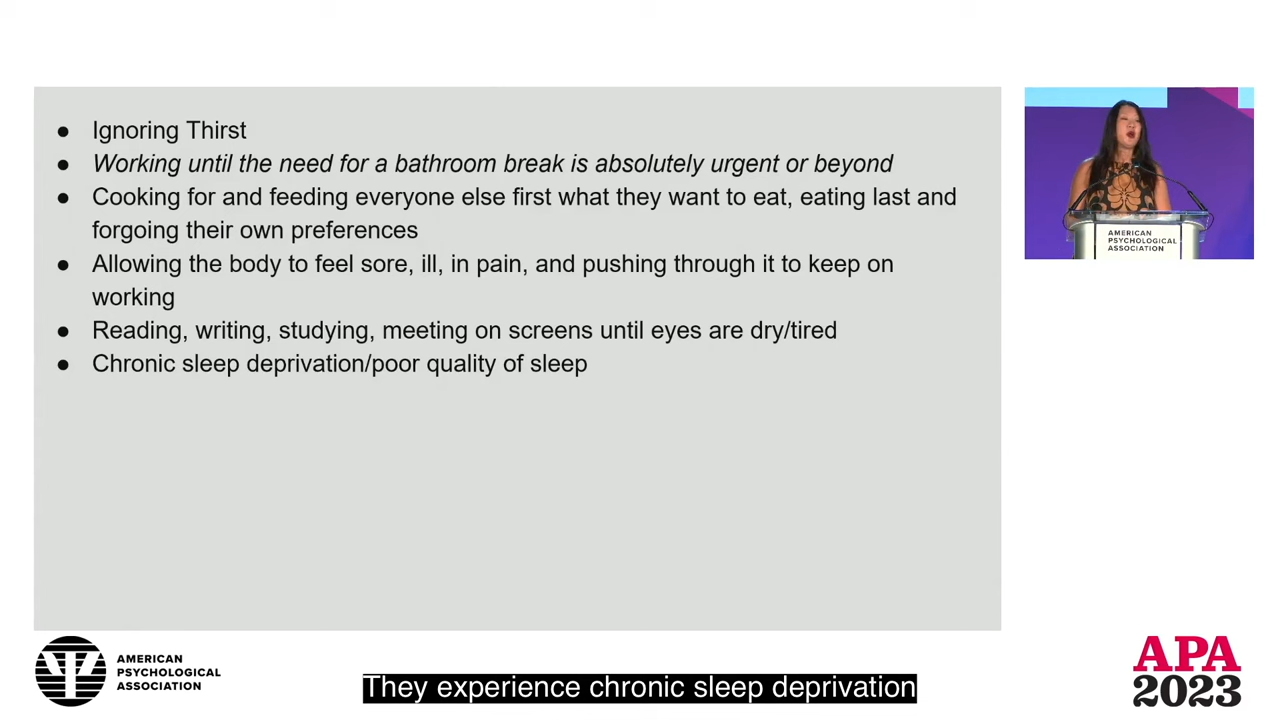 ● Ignoring Thirst
● Working until the need for a bathroom break is absolutely urgent or beyond
● Cooking for and feeding everyone else first what they want to eat, eating last and
forgoing their own preferences
● Allowing the body to feel sore, ill, in pain, and pushing through it to keep on
working
● Reading, writing, studying, meeting on screens until eyes are dry/tired
● Chronic sleep deprivation/poor quality of sleep
AMERICAN
PSYCHOLOGICAL
ASSOCIATION
AMERICAN
PSYCHOLOGICAL
ASSOCIATION
They experience chronic sleep deprivation
APA
2023